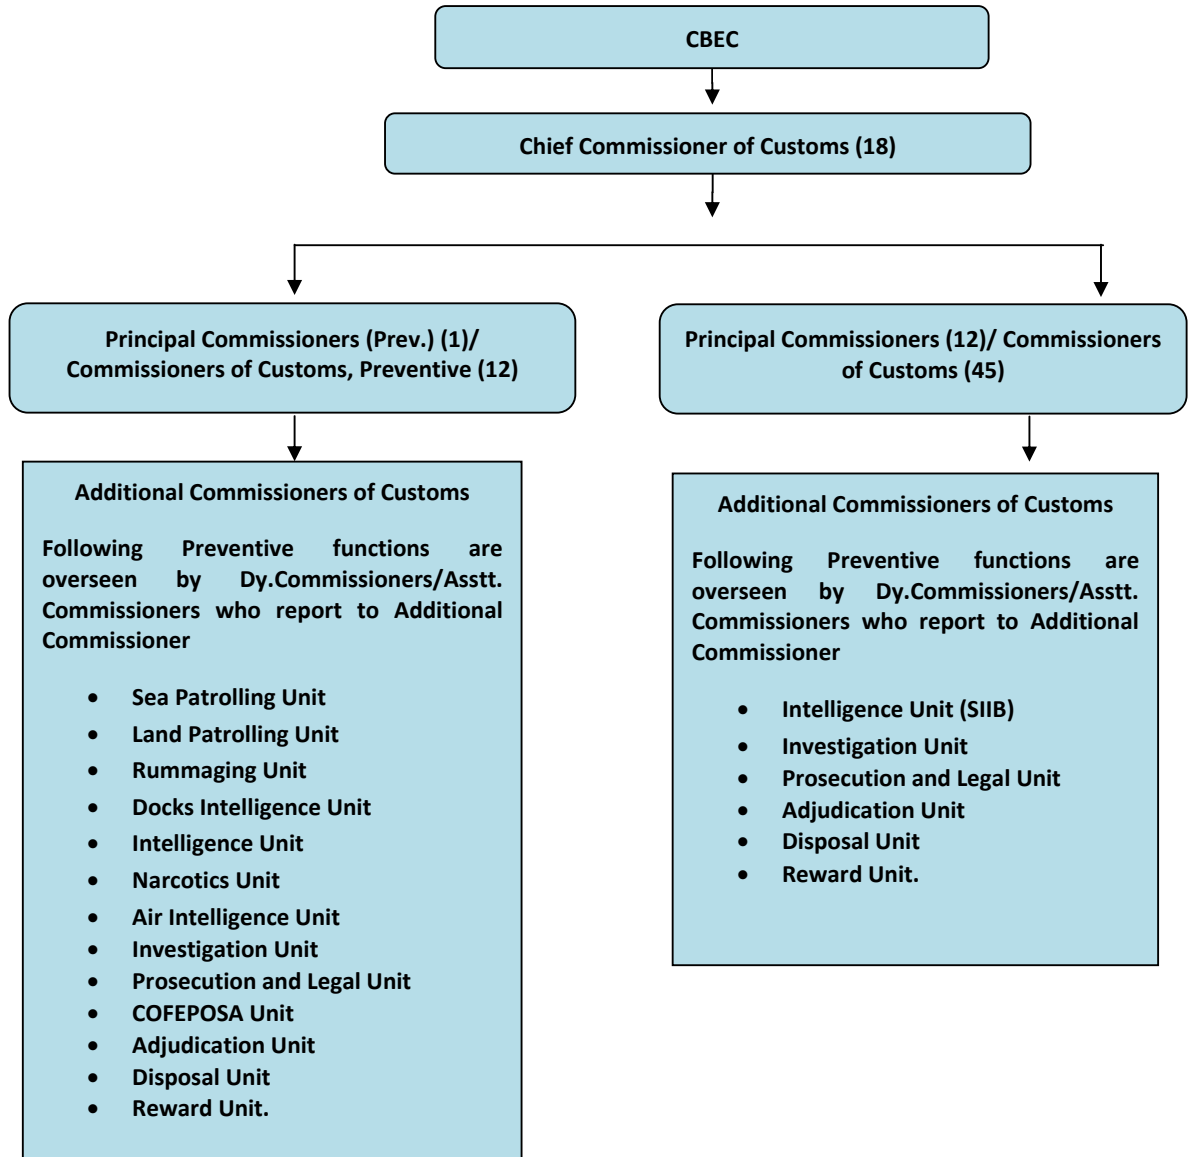 CBEC
Chief Commissioner of Customs (18)
Principal Commissioners (Prev.) (1)/
Commissioners of Customs, Preventive (12)
Principal Commissioners (12)/ Commissioners
of Customs (45)
Additional Commissioners of Customs
Following Preventive functions are
overseen by Dy.Commissioners/Asstt.
Commissioners who report to Additional
Commissioner
• Sea Patrolling Unit
• Land Patrolling Unit
• Rummaging Unit
• Docks Intelligence Unit
• Intelligence Unit
• Narcotics Unit
• Air Intelligence Unit
• Investigation Unit
• Prosecution and Legal Unit
• COFEPOSA Unit
• Adjudication Unit
• Disposal Unit
• Reward Unit.
Additional Commissioners of Customs
Following Preventive functions are
overseen by Dy.Commissioners/Asstt.
Commissioners who report to Additional
Commissioner
• Intelligence Unit (SIIB)
• Investigation Unit
• Prosecution and Legal Unit
• Adjudication Unit
• Disposal Unit
• Reward Unit.